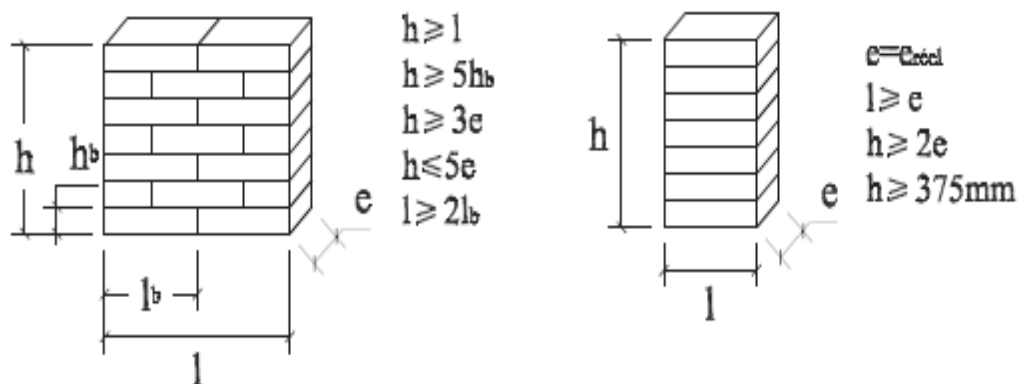 h≥l
h≥5hb
h≥3e
h≤5e
l≥2lb
h
hb
e
lb
l
e=eréel
l≥e
h≥2e
h≥375mm
h
e
l